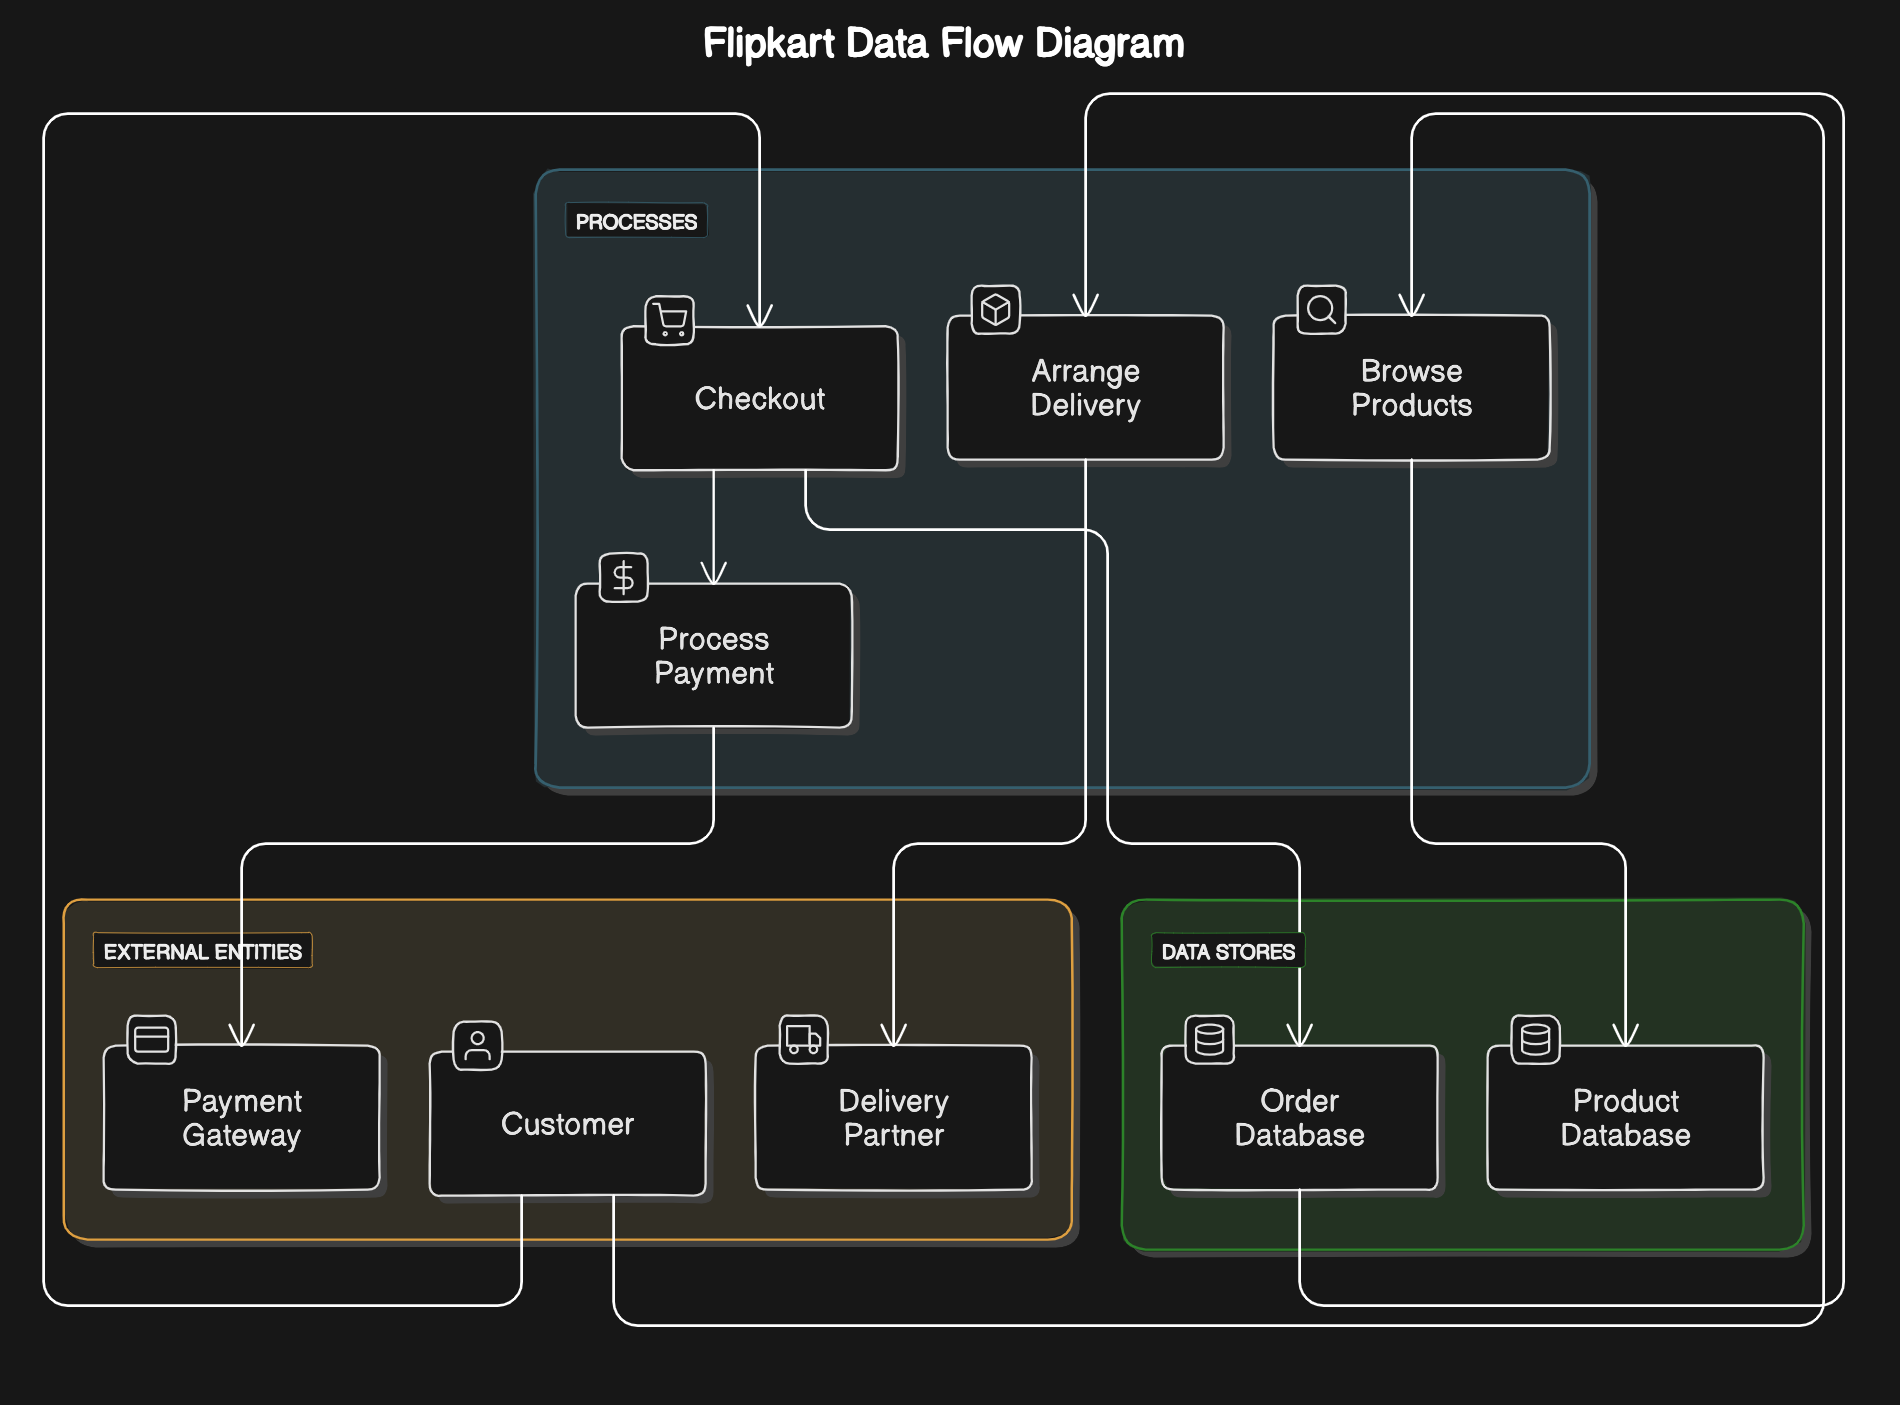 Flipkart Data Flow Diagram
PROCESSES
Checkout
Arrange
Delivery
Browse
Products
Process
Payment
EXTERNAL ENTITIES
DATA STORES
Payment
Gateway
Customer
Delivery
Partner
Order
Database
Product
Database